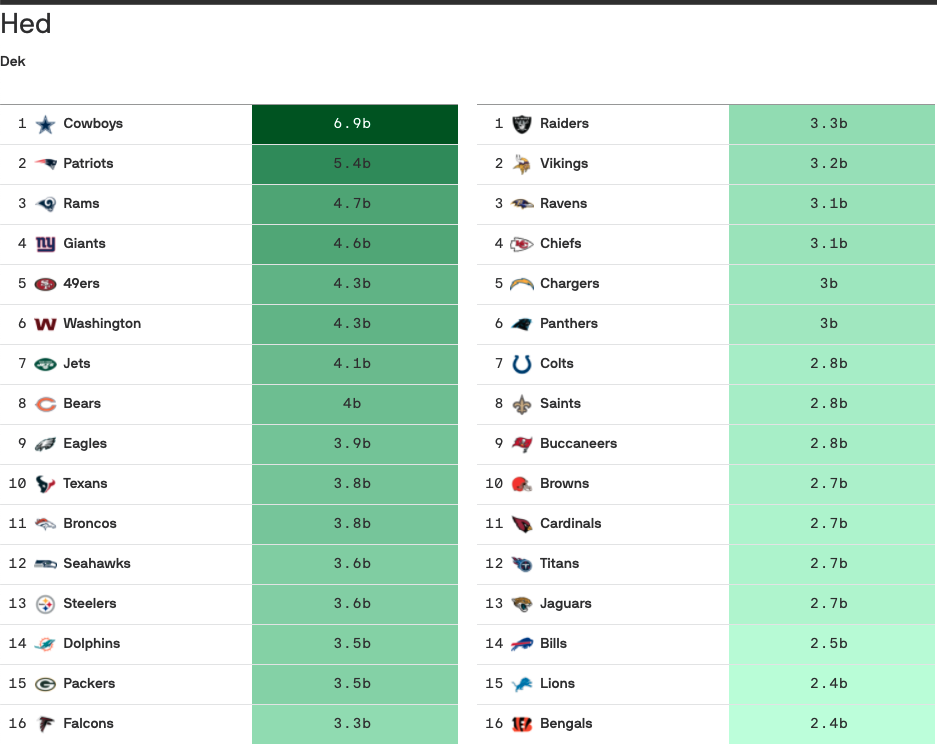 Hed
Dek
1 Cowboys 6.9b
2 Patriots 5.4b
3 Rams 4.7b
4 Giants 4.6b
5 49ers 4.3b
6 Washington 4.3b
7 Jets 4.1b
8 Bears 4b
9 Eagles 3.9b
10 Texans 3.8b
11 Broncos 3.8b
12 Seahawks 3.6b
13 Steelers 3.6b
14 Dolphins 3.5b
15 Packers 3.5b
16 Falcons 3.3b
1 Raiders 3.3b
2 Vikings 3.2b
3 Ravens 3.1b
4 Chiefs 3.1b
5 Chargers 3b
6 Panthers 3b
7 Colts 2.8b
8 Saints 2.8b
9 Buccaneers 2.8b
10 Browns 2.7b
11 Cardinals 2.7b
12 Titans 2.7b
13 Jaguars 2.7b
14 Bills 2.5b
15 Lions 2.4b
16 Bengals 2.4b